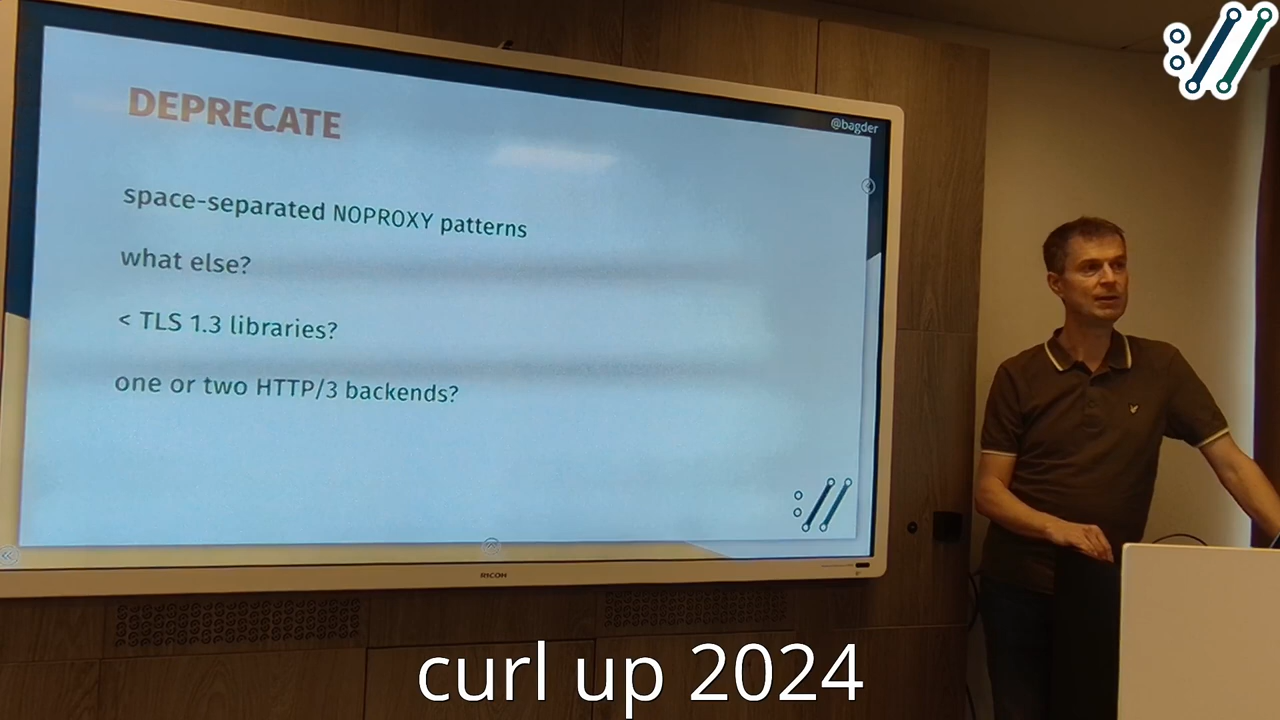 DEPRECATE
@bagder
space-separated NOPROXY patterns
what else?
< TLS 1.3 libraries?
one or two HTTP/3 backends?
RICOH
curl up 2024